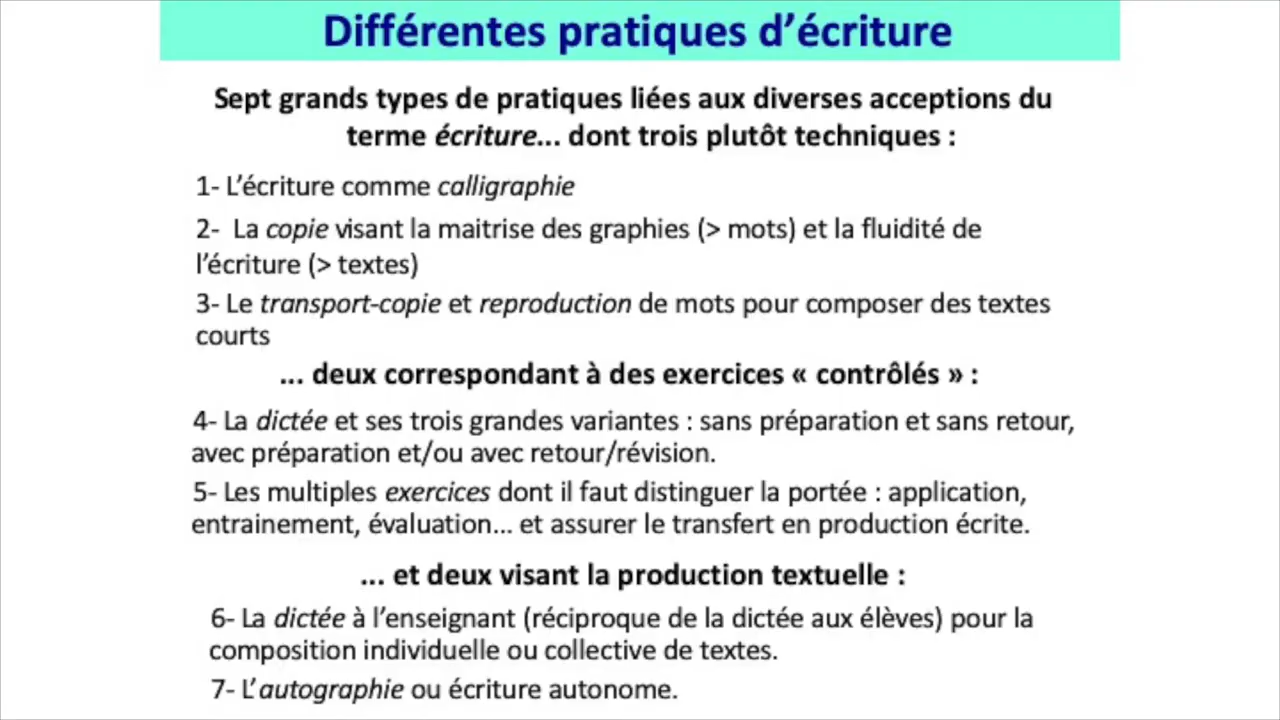 Différentes pratiques d’écriture
Sept grands types de pratiques liées aux diverses acceptions du
terme écriture... dont trois plutôt techniques :
1- L’écriture comme calligraphie
2- La copie visant la maitrise des graphies (> mots) et la fluidité de
l’écriture (> textes)
3- Le transport-copie et reproduction de mots pour composer des textes
courts
... deux correspondant à des exercices « contrôlés » :
4- La dictée et ses trois grandes variantes : sans préparation et sans retour,
avec préparation et/ou avec retour/révision.
5- Les multiples exercices dont il faut distinguer la portée : application,
entrainement, évaluation... et assurer le transfert en production écrite.
... et deux visant la production textuelle :
6- La dictée à l’enseignant (réciproque de la dictée aux élèves) pour la
composition individuelle ou collective de textes.
7- L’autographie ou écriture autonome.